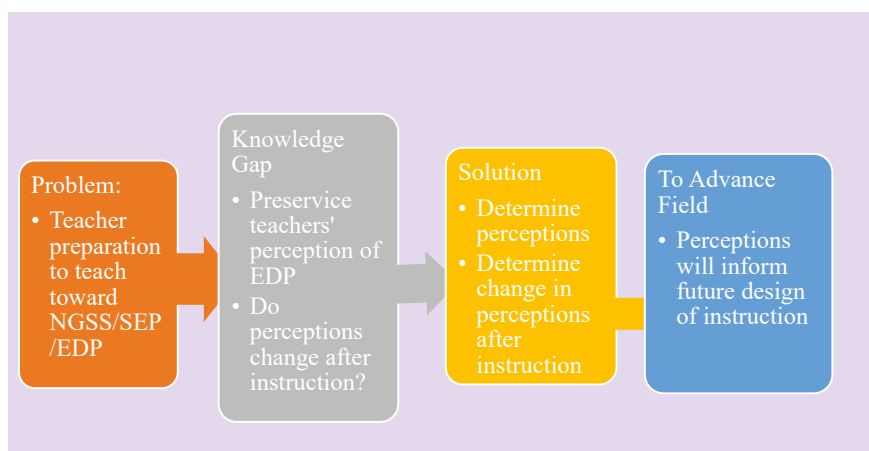 Problem:
• Teacher
preparation
to teach
toward
NGSS/SEP
/EDP
Knowledge
Gap
• Preservice
teachers'
perception of
EDP
• Do
perceptions
change after
instruction?
Solution
• Determine
perceptions
• Determine
change in
perceptions
after
instruction
To Advance
Field
• Perceptions
will inform
future design
of instruction